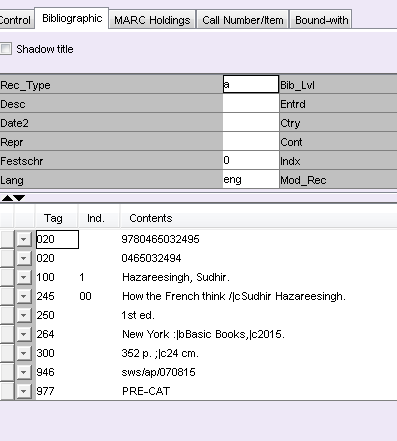 Control Bibliographic MARC Holdings Call Number/Item Bound-with
Shadow title
Rec_Type a Bib_Lvl
Desc Entrd
Date2 Ctry
Repr Cont
Festschr 0 Indx
Lang eng Mod_Rec
Tag Ind. Contents
020 9780465032495
020 0465032494
100 1 Hazareesingh, Sudhir.
245 00 How the French think /|cSudhir Hazareesingh.
250 1st ed.
264 New York :|bBasic Books,|c2015.
300 352 p. ;|c24 cm.
946 sws/ap/070815
977 PRE-CAT